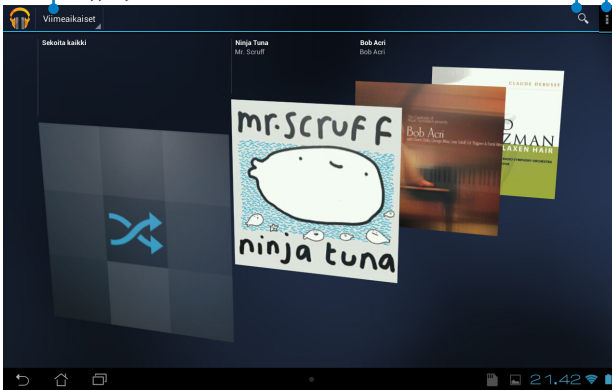 Viimeaikaiset
Sekoita kaikki
Ninja Tuna
Mr. Scruff
Bob Acri
Bob Acri
mr.scruff
ninja tuna
Bob Acri
CLAUDE DEBUSSY
ZMAN
LAXEN HAIR
21.42